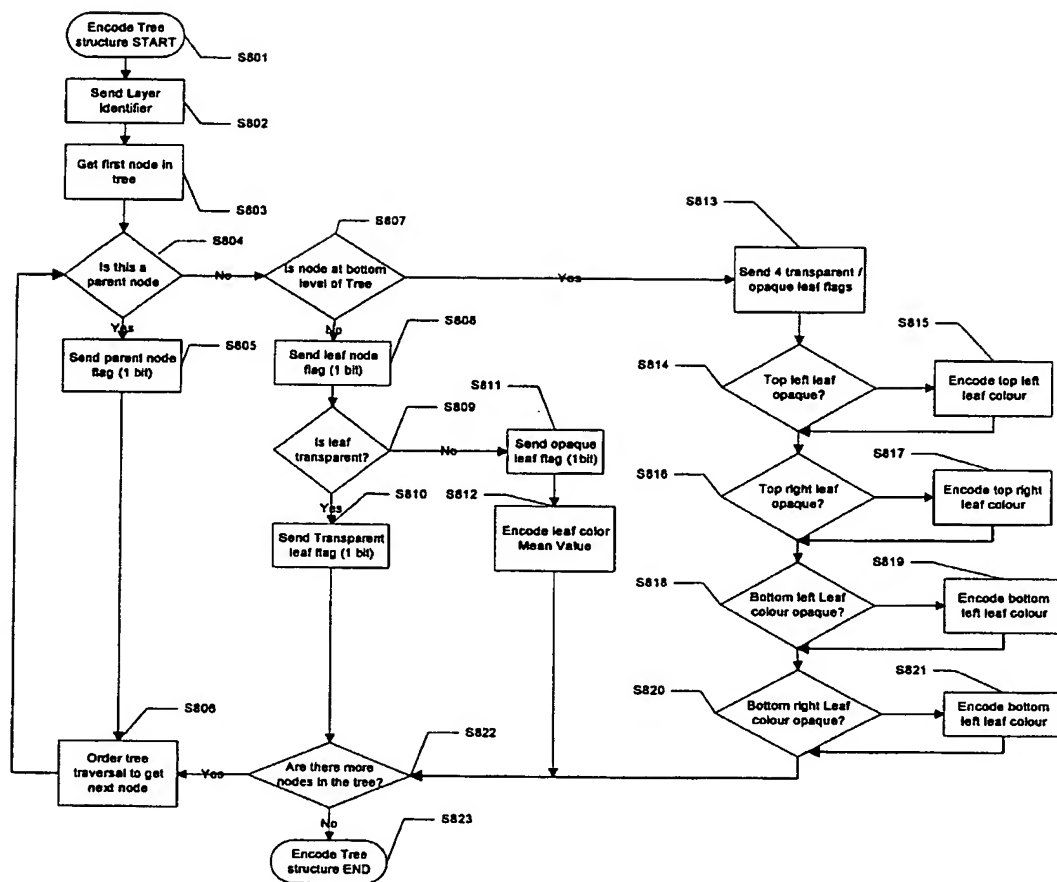 Encode Tree
structure START
S801
Send Layer
Identifier
S802
Get first node in
tree
S803
S804
Is this a
parent node
No
Yes
Send parent node
flag (1 bit)
S805
S806
Order tree
traversal to get
next node
S807
Is node at bottom
level of Tree
Yes
No
S808
Send leaf node
flag (1 bit)
S809
Is leaf
transparent?
No
Yes
S810
Send Transparent
leaf flag (1 bit)
S811
Send opaque
leaf flag (1bit)
S812
Encode leaf color
Mean Value
S813
Send 4 transparent /
opaque leaf flags
S814
Top left leaf
opaque?
S815
Encode top left
leaf colour
S816
Top right leaf
opaque?
S817
Encode top right
leaf colour
S818
Bottom left Leaf
colour opaque?
S819
Encode bottom
left leaf colour
S820
Bottom right Leaf
colour opaque?
S821
Encode bottom
left leaf colour
S822
Are there more
nodes in the tree?
Yes
No
S823
Encode Tree
structure END